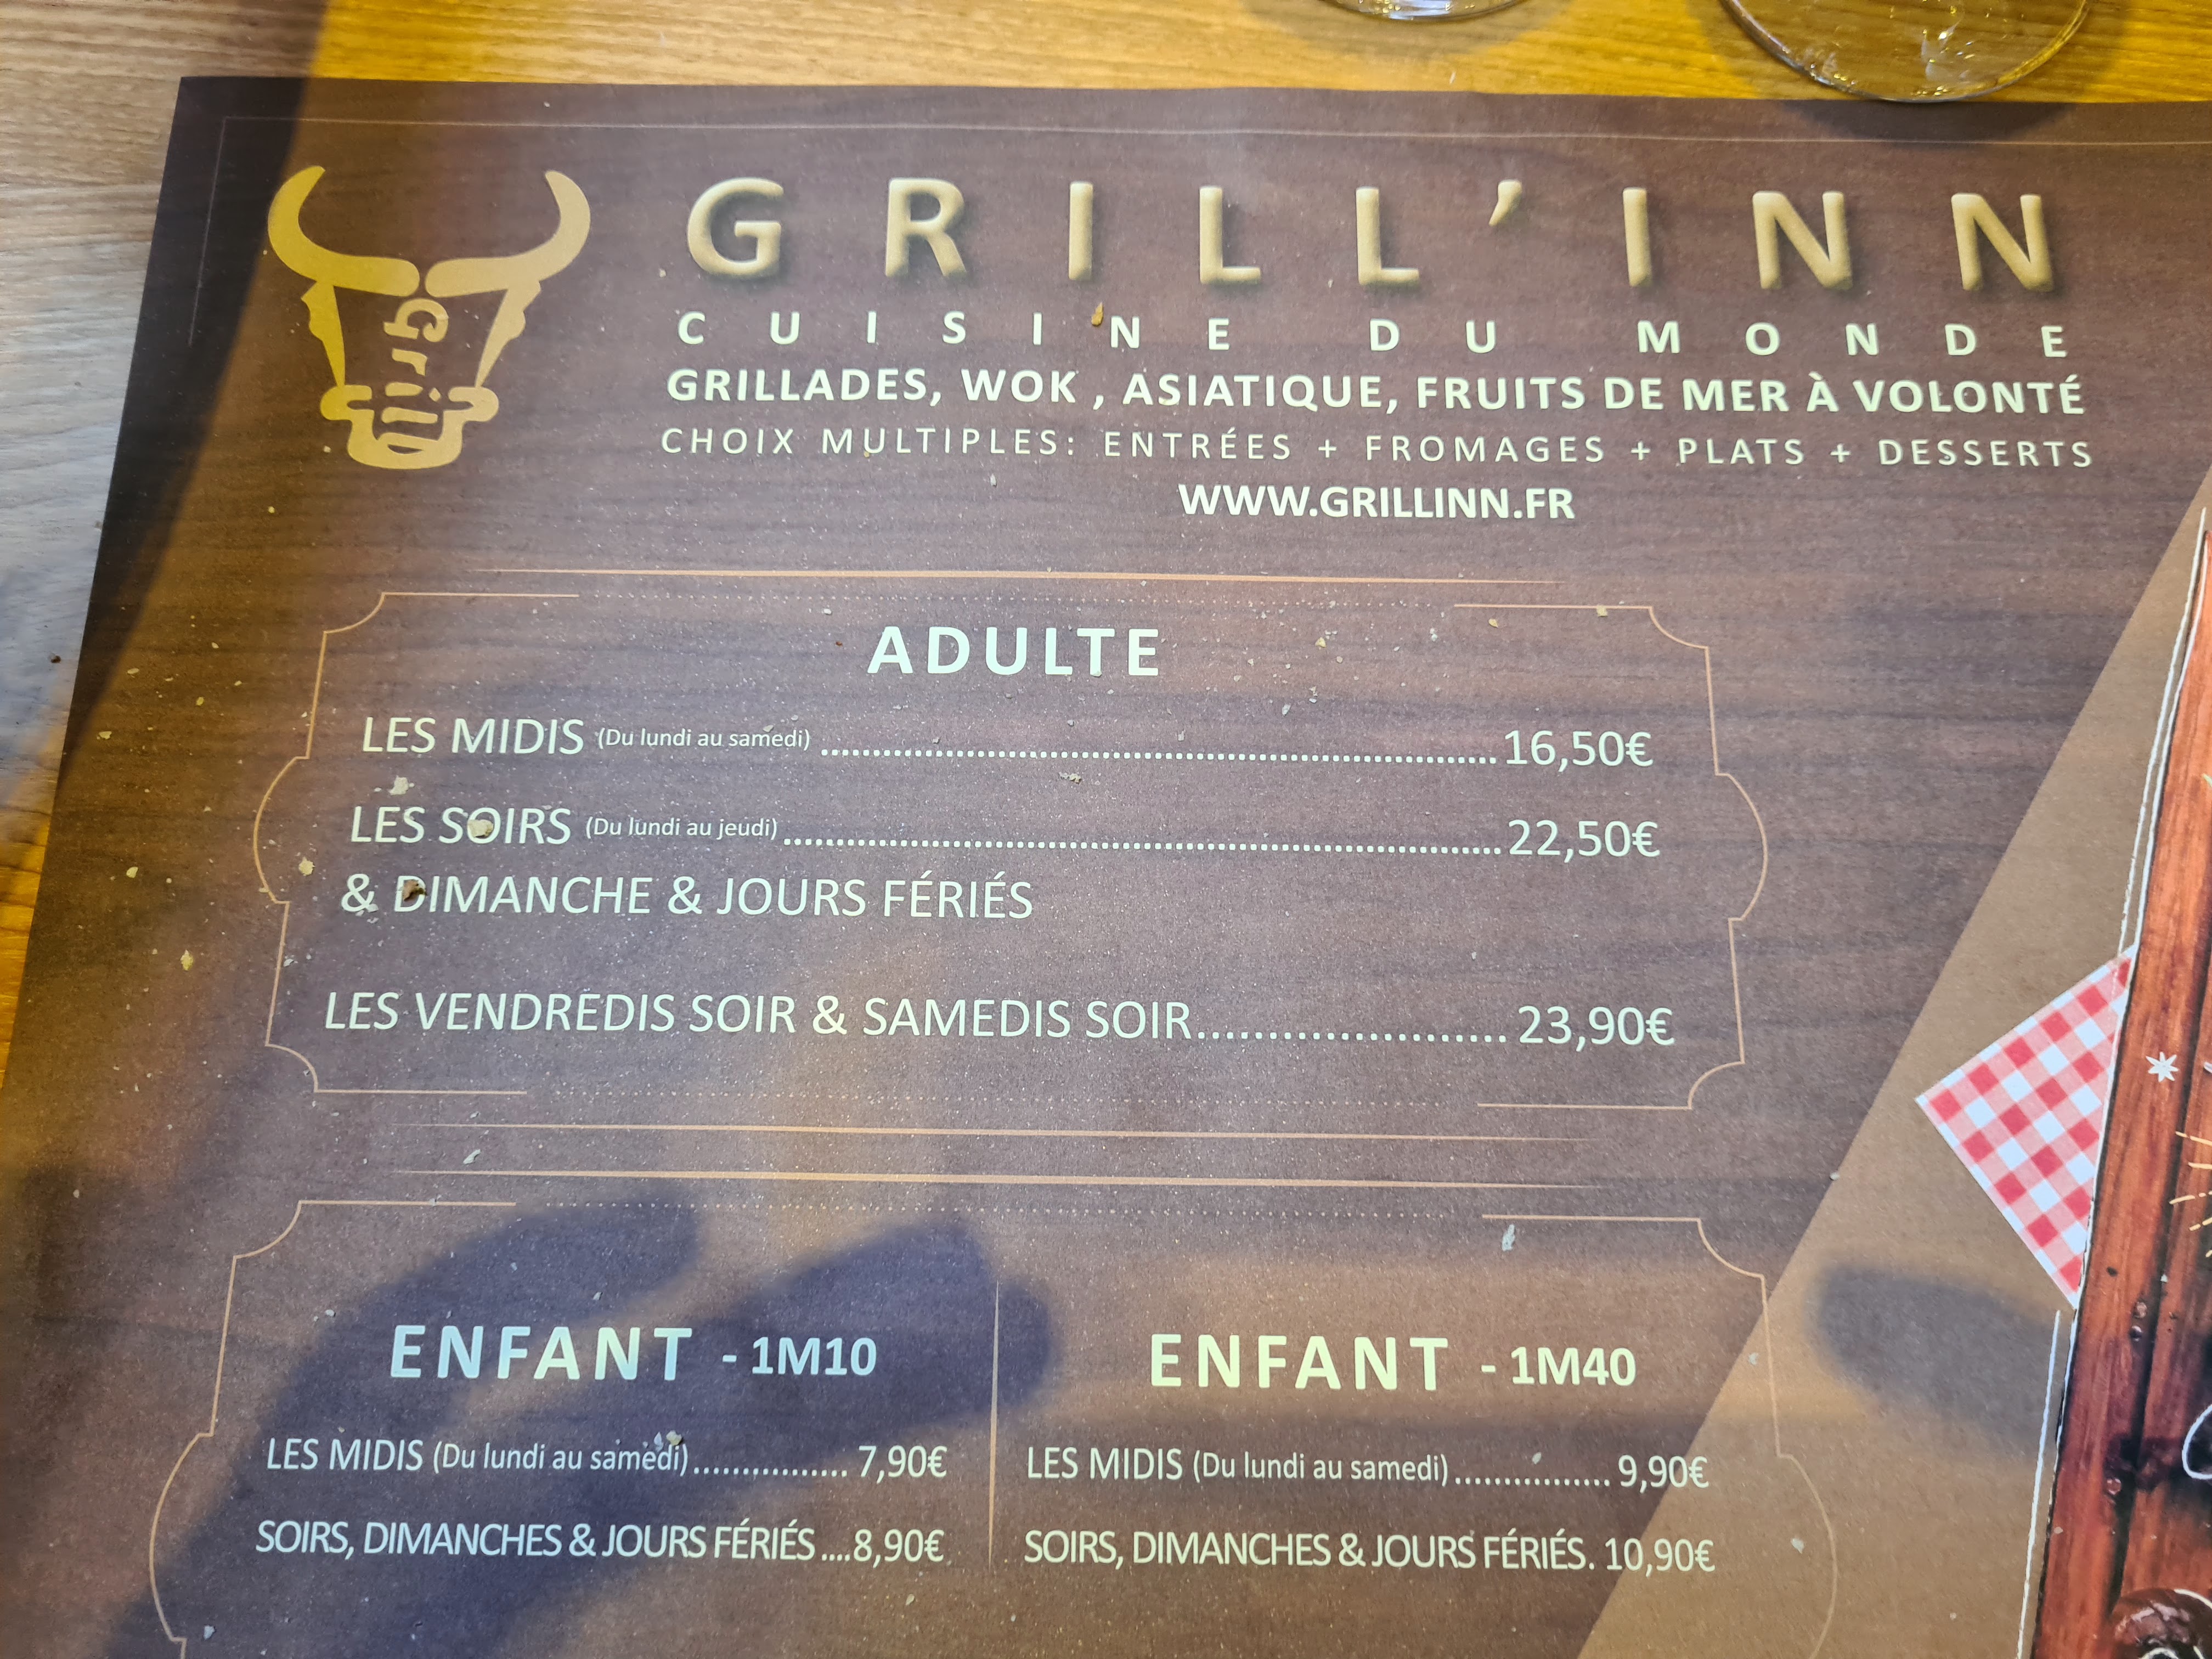 Grill
GRILL'INN
CUISINE DU MONDE
GRILLADES, WOK , ASIATIQUE, FRUITS DE MER À VOLONTÉ
CHOIX MULTIPLES: ENTRÉES + FROMAGES + PLATS + DESSERTS
WWW.GRILLINN.FR
ADULTE
LES MIDIS (Du lundi au samedi) ........ 16,50€
LES SOIRS (Du lundi au jeudi) ........ 22,50€
& DIMANCHE & JOURS FÉRIÉS
LES VENDREDIS SOIR & SAMEDIS SOIR........ 23,90€
ENFANT - 1M10
LES MIDIS (Du lundi au samedi)................ 7,90€
SOIRS, DIMANCHES & JOURS FÉRIÉS ....8,90€
ENFANT - 1M40
LES MIDIS (Du lundi au samedi)................ 9,90€
SOIRS, DIMANCHES & JOURS FÉRIÉS. 10,90€